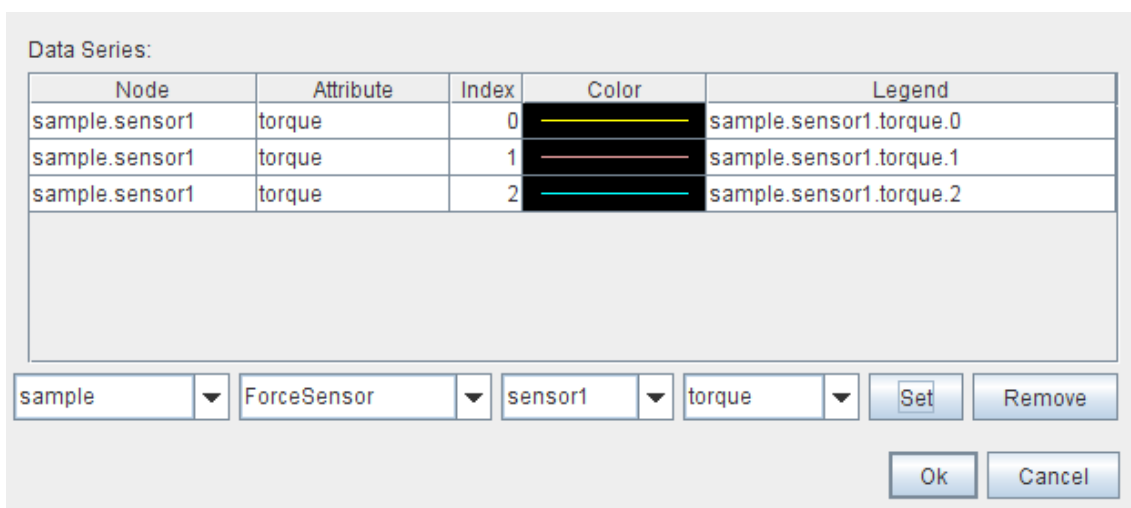 Data Series:
Node Attribute Index Color Legend
sample.sensor1 torque 0 sample.sensor1.torque.0
sample.sensor1 torque 1 sample.sensor1.torque.1
sample.sensor1 torque 2 sample.sensor1.torque.2
sample ForceSensor sensor1 torque Set Remove
Ok Cancel